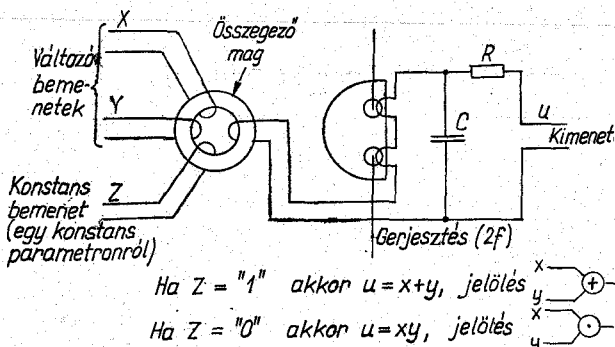 X
Változó
beme-
netek
Y
Összegező
mag
Konstans
bemenet
(egy konstans
parametronról)
Z
R
C
u
Kimenet
Gerjesztés (2f)
Ha Z = "1" akkor u=x+y, jelölés
x
y
+
Ha Z = "0" akkor u=xy, jelölés
x
y